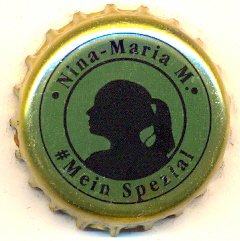 • Nina-Maria M. •
#Mein Spezial